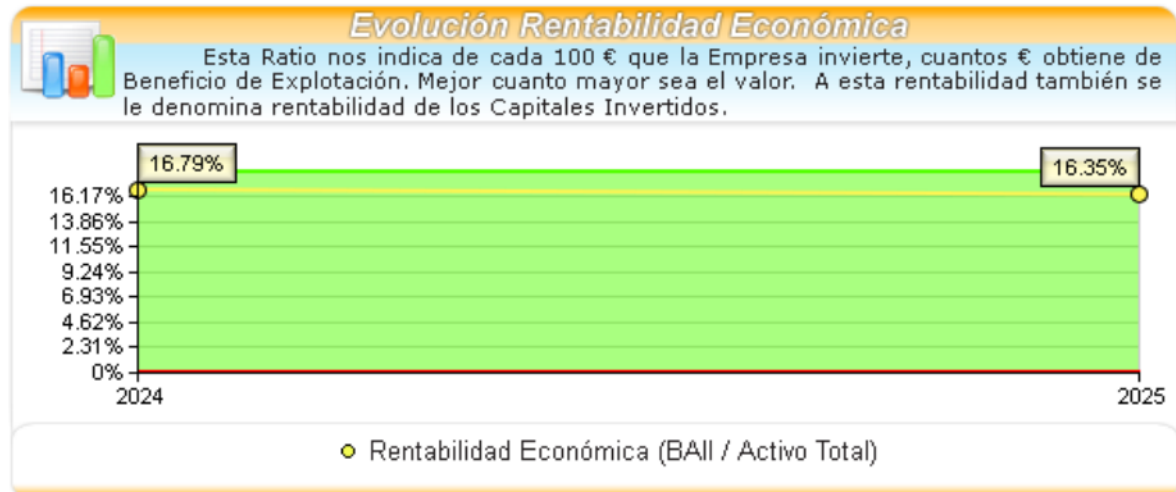 Evolución Rentabilidad Económica
Esta Ratio nos indica de cada 100 € que la Empresa invierte, cuantos € obtiene de
Beneficio de Explotación. Mejor cuanto mayor sea el valor. A esta rentabilidad también se
le denomina rentabilidad de los Capitales Invertidos.
16.79%
16.35%
16.17%
13.86%
11.55%
9.24%
6.93%
4.62%
2.31%
0%
2024
2025
Rentabilidad Económica (BAII / Activo Total)